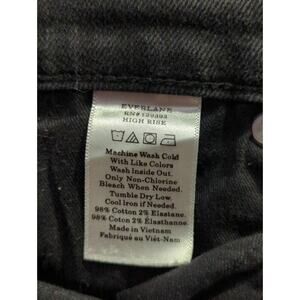 EVERLANE
RN#129393
HIGH RISE
Machine Wash Cold
With Like Colors
Wash Inside Out.
Only Non-Chlorine
Bleach When Needed.
Tumble Dry Low.
Cool Iron if Needed.
98% Cotton 2% Elastane.
98% Coton 2% Élasthanne.
Made in Vietnam
Fabriqué au Viêt-Nam